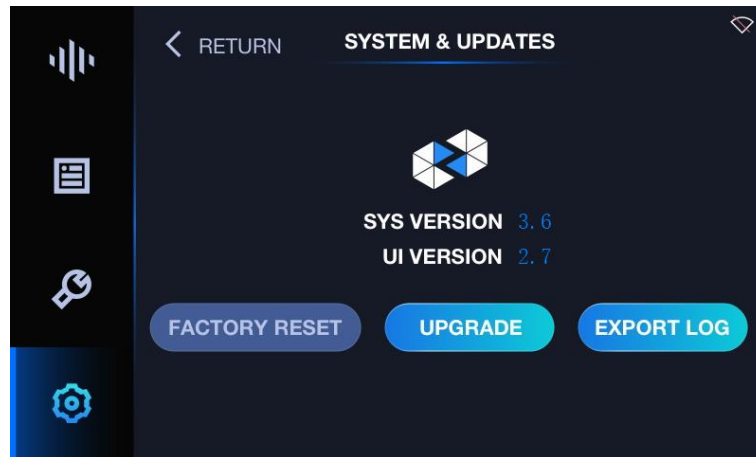 RETURN
SYSTEM & UPDATES
SYS VERSION 3.6
UI VERSION 2.7
FACTORY RESET
UPGRADE
EXPORT LOG